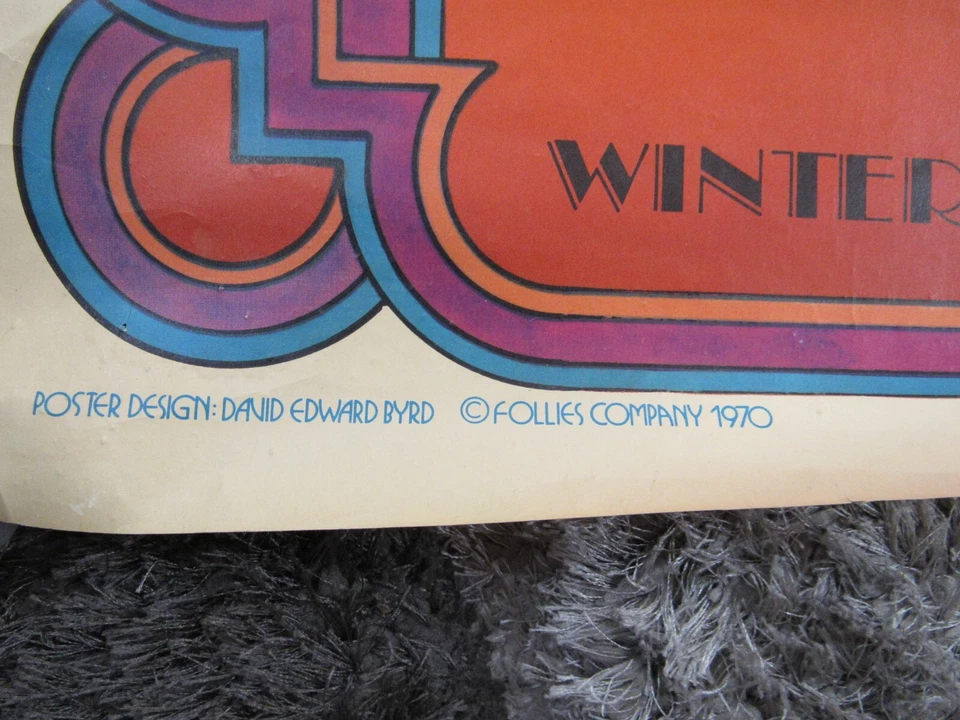 WINTER
POSTER DESIGN: DAVID EDWARD BYRD © FOLLIES COMPANY 1970